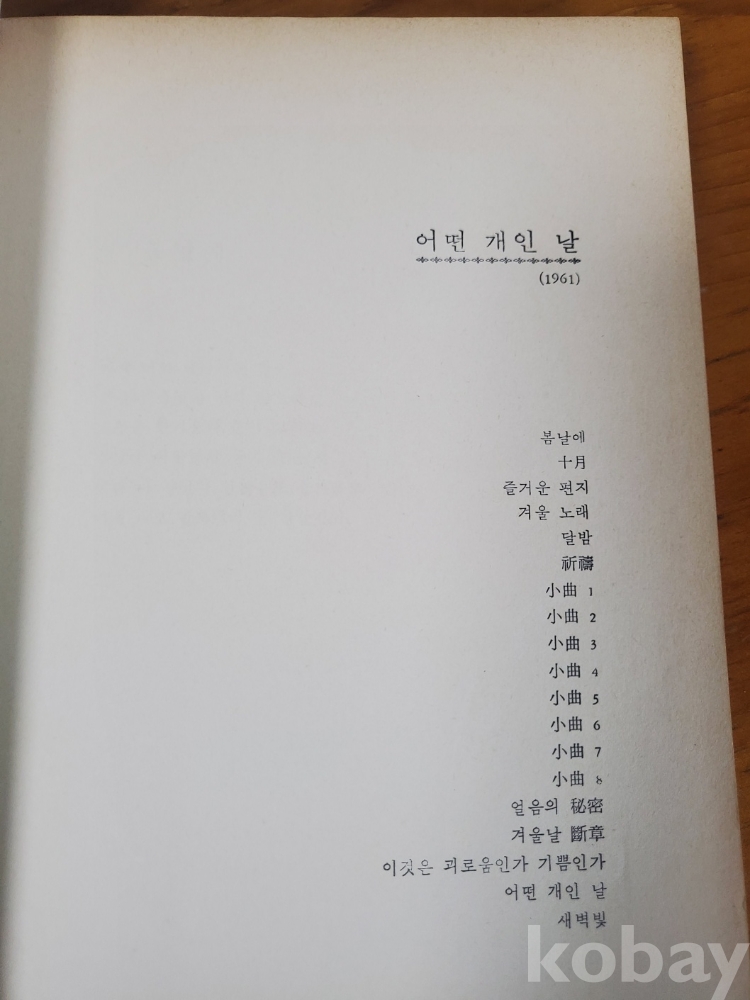 어떤 개인 날
(1961)
봄날에
十月
즐거운 편지
겨울 노래
달밤
祈禱
小曲 1
小曲 2
小曲 3
小曲 4
小曲 5
小曲 6
小曲 7
小曲 8
얼음의 秘密
겨울날 斷章
이것은 괴로움인가 기쁨인가
어떤 개인 날
새벽빛
kobay